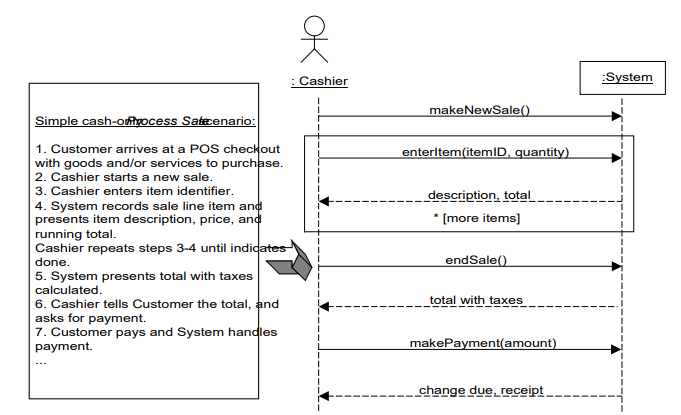 : Cashier
:System
Simple cash-only Process Sale scenario:
1. Customer arrives at a POS checkout
with goods and/or services to purchase.
2. Cashier starts a new sale.
3. Cashier enters item identifier.
4. System records sale line item and
presents item description, price, and
running total.
Cashier repeats steps 3-4 until indicates
done.
5. System presents total with taxes
calculated.
6. Cashier tells Customer the total, and
asks for payment.
7. Customer pays and System handles
payment.
...
makeNewSale()
enterItem(itemID, quantity)
description, total
* [more items]
endSale()
total with taxes
makePayment(amount)
change due, receipt